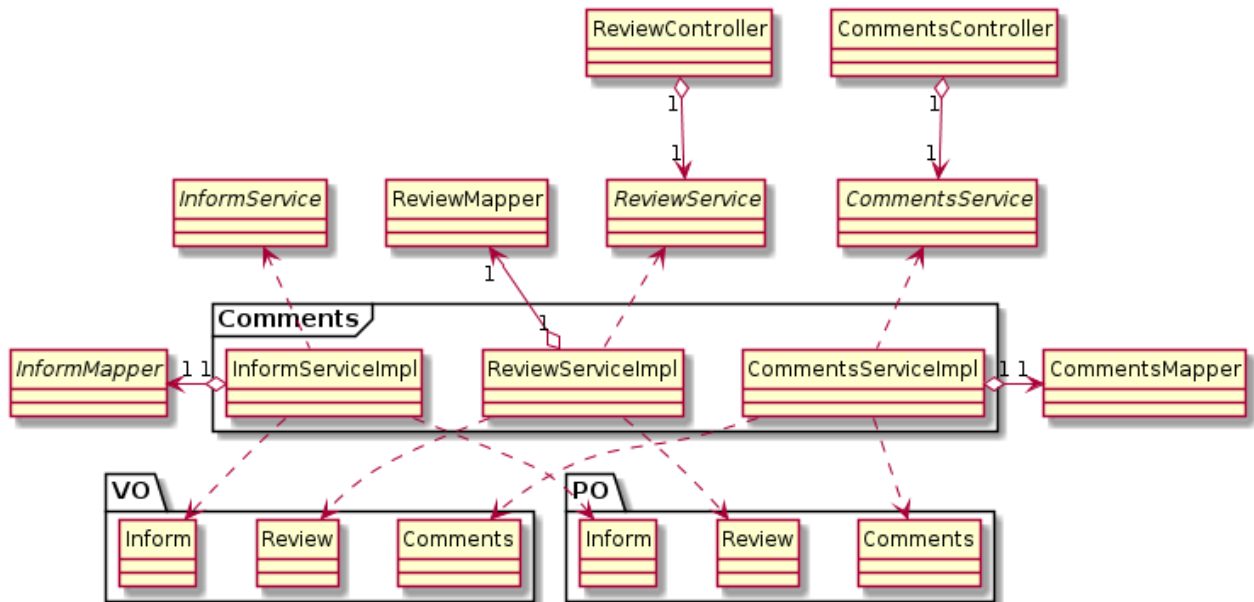 ReviewController
CommentsController
1
1
1
1
InformService
ReviewMapper
ReviewService
CommentsService
1
1
Comments
InformMapper
1
1
InformServiceImpl
ReviewServiceImpl
CommentsServiceImpl
1
1
CommentsMapper
VO
PO
Inform
Review
Comments
Inform
Review
Comments